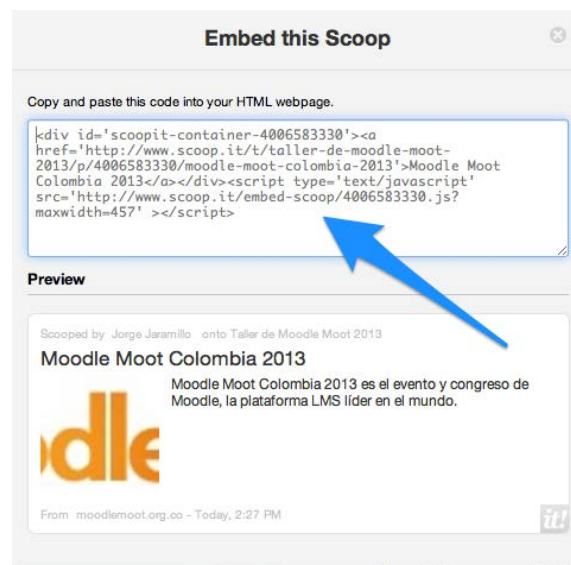 Embed this Scoop
Copy and paste this code into your HTML webpage.
<div id='scoopit-container-4006583330'><a
href='http://www.scoop.it/t/taller-de-moodle-moot-
2013/p/4006583330/moodle-moot-colombia-2013'>Moodle Moot
Colombia 2013</a></div><script type='text/javascript'
src='http://www.scoop.it/embed-scoop/4006583330.js?
maxwidth=457' ></script>
Preview
Scooped by Jorge Jaramillo onto Taller de Moodle Moot 2013
Moodle Moot Colombia 2013
Moodle Moot Colombia 2013 es el evento y congreso de
Moodle, la plataforma LMS líder en el mundo.
odle
From moodlemoot.org.co - Today, 2:27 PM
it!